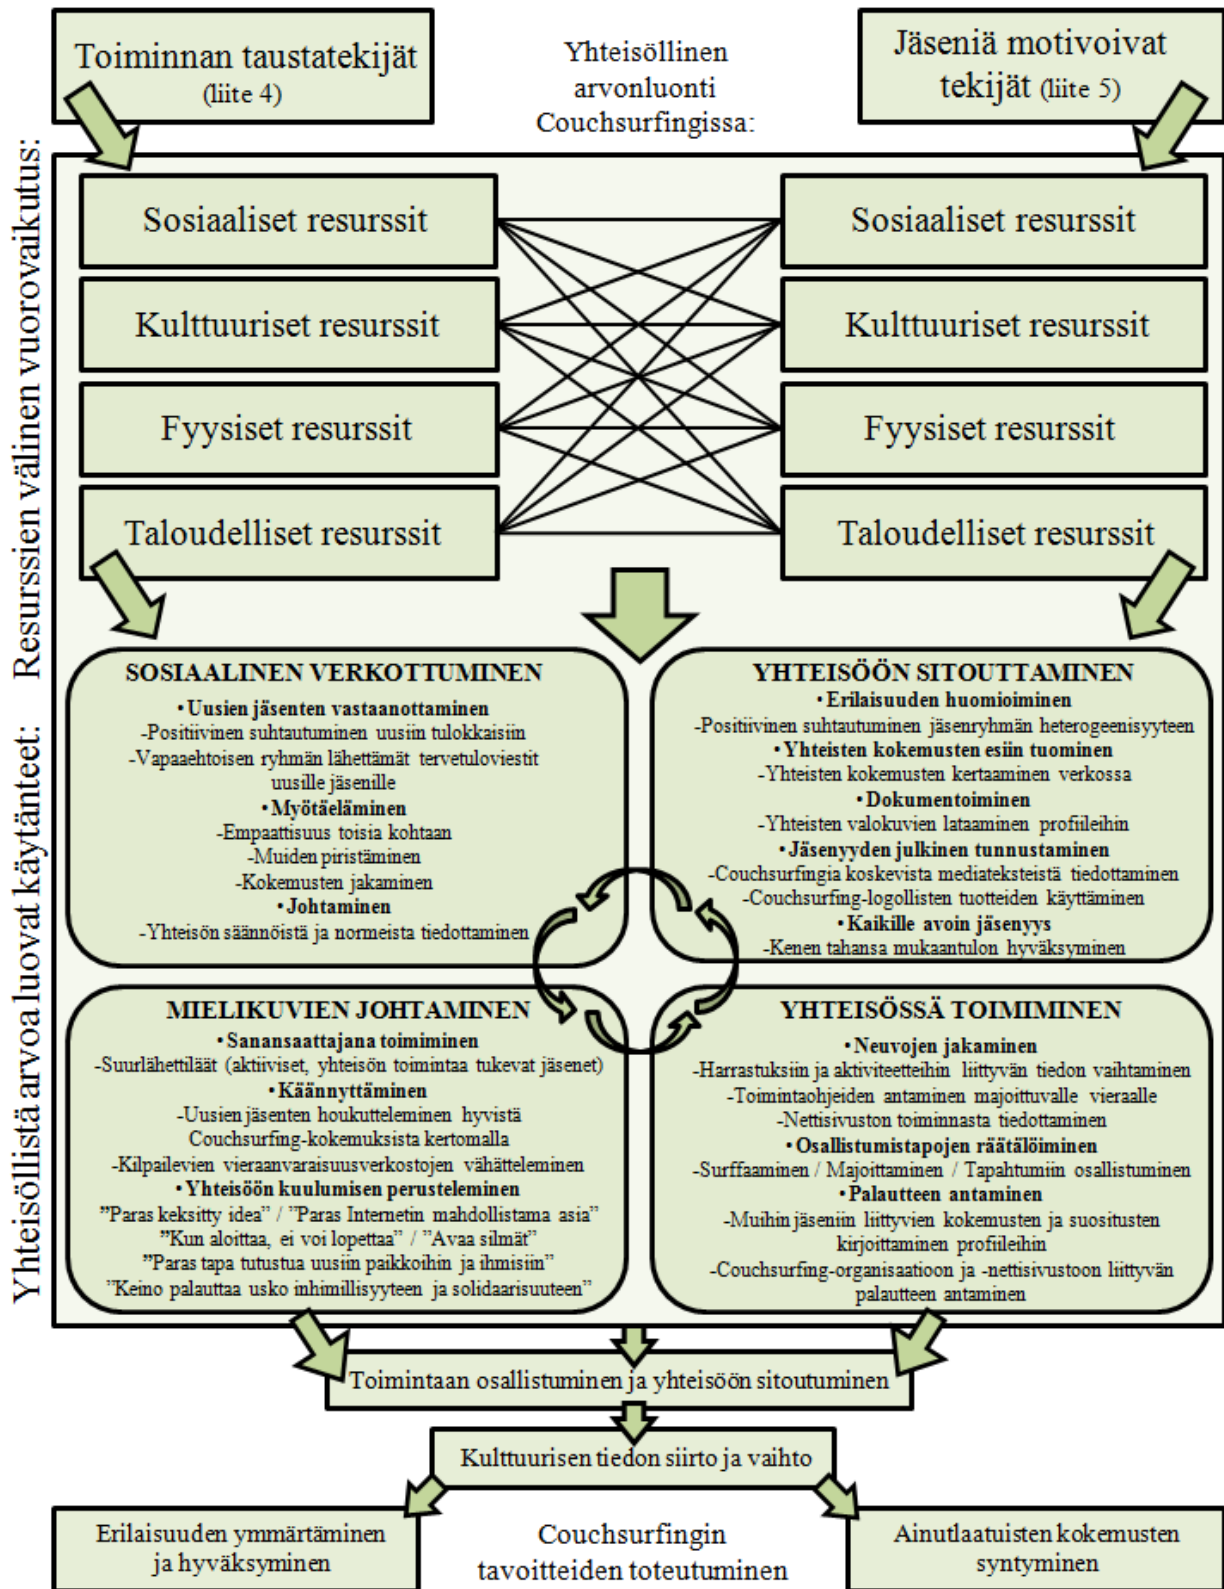 Toiminnan taustatekijät
(liite 4)
Yhteisöllinen
arvonluonti
Couchsurfingissa:
Jäseniä motivoivat
tekijät (liite 5)
Resurssien välinen vuorovaikutus:
Sosiaaliset resurssit
Sosiaaliset resurssit
Kulttuuriset resurssit
Kulttuuriset resurssit
Fyysiset resurssit
Fyysiset resurssit
Taloudelliset resurssit
Taloudelliset resurssit
Yhteisöllistä arvoa luovat käytänteet:
SOSIAALINEN VERKOTTUMINEN
• Uusien jäsenten vastaanottaminen
-Positiivinen suhtautuminen uusiin tulokkaisiin
-Vapaaehtoisen ryhmän lähettämät tervetuloviestit
uusille jäsenille
• Myötäeläminen
-Empaattisuus toisia kohtaan
-Muiden piristäminen
-Kokemusten jakaminen
• Johtaminen
-Yhteisön säännöistä ja normeista tiedottaminen
YHTEISÖÖN SITOUTTAMINEN
• Erilaisuuden huomioiminen
-Positiivinen suhtautuminen jäsenryhmän heterogeenisyyteen
• Yhteisten kokemusten esiin tuominen
-Yhteisten kokemusten kertaaminen verkossa
• Dokumentoiminen
-Yhteisten valokuvien lataaminen profiileihin
• Jäsenyyden julkinen tunnustaminen
-Couchsurfingia koskevista mediateksteistä tiedottaminen
-Couchsurfing-logollisten tuotteiden käyttäminen
• Kaikille avoin jäsenyys
-Kenen tahansa mukaantulon hyväksyminen
MIELIKUVIEN JOHTAMINEN
• Sanansaattajana toimiminen
-Suurlähettiläät (aktiiviset, yhteisön toimintaa tukevat jäsenet)
• Käännyttäminen
-Uusien jäsenten houkutteleminen hyvistä
Couchsurfing-kokemuksista kertomalla
-Kilpailevien vieraanvaraisuusverkostojen vähätteleminen
• Yhteisöön kuulumisen perusteleminen
”Paras keksitty idea” / ”Paras Internetin mahdollistama asia”
”Kun aloittaa, ei voi lopettaa” / ”Avaa silmät”
”Paras tapa tutustua uusiin paikkoihin ja ihmisiin”
”Keino palauttaa usko inhimillisyyteen ja solidaarisuuteen”
YHTEISÖSSÄ TOIMIMINEN
• Neuvojen jakaminen
-Harrastuksiin ja aktiviteetteihin liittyvän tiedon vaihtaminen
-Toimintaohjeiden antaminen majoittuvalle vieraalle
-Nettisivuston toiminnasta tiedottaminen
• Osallistumistapojen räätälöiminen
-Surffaaminen / Majoittaminen / Tapahtumiin osallistuminen
• Palautteen antaminen
-Muihin jäseniin liittyvien kokemusten ja suositusten
kirjoittaminen profiileihin
-Couchsurfing-organisaatioon ja -nettisivustoon liittyvän
palautteen antaminen
Toimintaan osallistuminen ja yhteisöön sitoutuminen
Kulttuurisen tiedon siirto ja vaihto
Erilaisuuden ymmärtäminen
ja hyväksyminen
Couchsurfingin
tavoitteiden toteutuminen
Ainutlaatuisten kokemusten
syntyminen